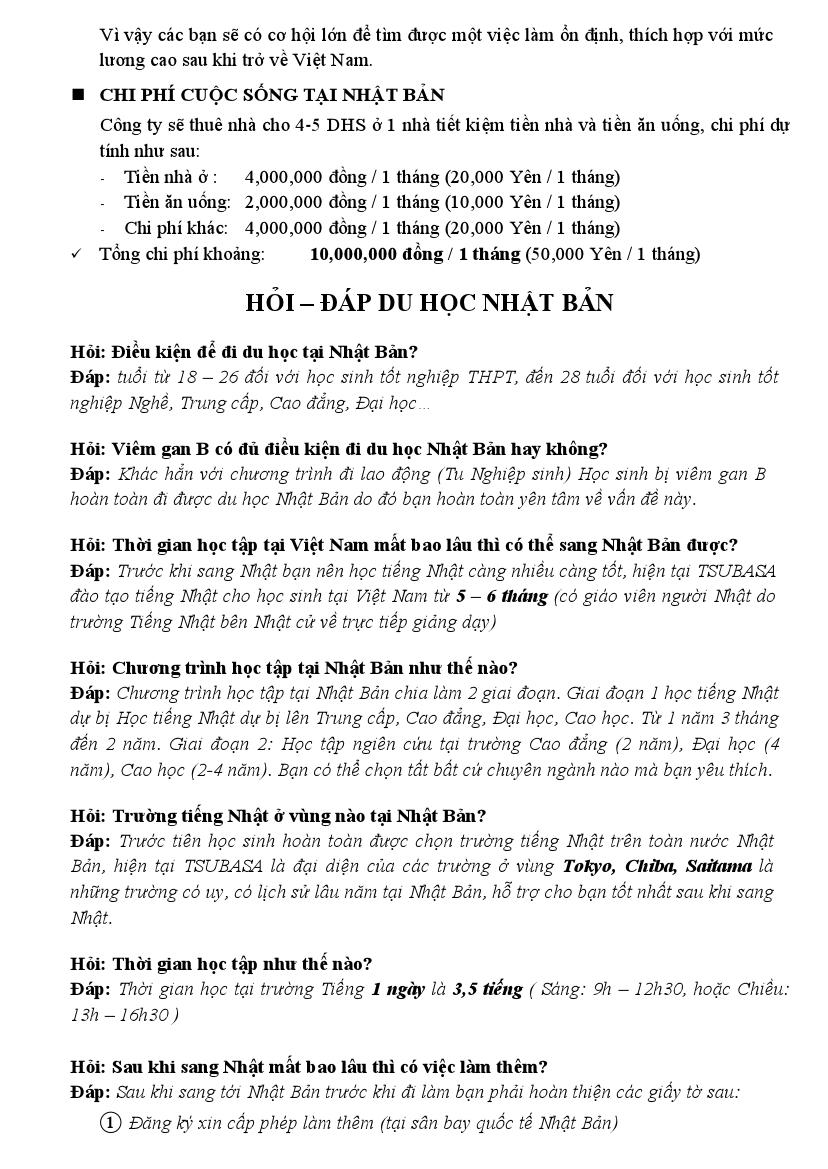 Vì vậy các bạn sẽ có cơ hội lớn để tìm được một việc làm ổn định, thích hợp với mức
lương cao sau khi trở về Việt Nam.
■ CHI PHÍ CUỘC SỐNG TẠI NHẬT BẢN
Công ty sẽ thuê nhà cho 4-5 DHS ở 1 nhà tiết kiệm tiền nhà và tiền ăn uống, chi phí dự
tính như sau:
- Tiền nhà ở : 4,000,000 đồng / 1 tháng (20,000 Yên / 1 tháng)
- Tiền ăn uống: 2,000,000 đồng / 1 tháng (10,000 Yên / 1 tháng)
- Chi phí khác: 4,000,000 đồng / 1 tháng (20,000 Yên / 1 tháng)
✓ Tổng chi phí khoảng: 10,000,000 đồng / 1 tháng (50,000 Yên / 1 tháng)
HỎI – ĐÁP DU HỌC NHẬT BẢN
Hỏi: Điều kiện để đi du học tại Nhật Bản?
Đáp: tuổi từ 18 – 26 đối với học sinh tốt nghiệp THPT, đến 28 tuổi đối với học sinh tốt
nghiệp Nghề, Trung cấp, Cao đẳng, Đại học...
Hỏi: Viêm gan B có đủ điều kiện đi du học Nhật Bản hay không?
Đáp: Khác hẳn với chương trình đi lao động (Tu Nghiệp sinh) Học sinh bị viêm gan B
hoàn toàn đi được du học Nhật Bản do đó bạn hoàn toàn yên tâm về vấn đề này.
Hỏi: Thời gian học tập tại Việt Nam mất bao lâu thì có thể sang Nhật Bản được?
Đáp: Trước khi sang Nhật bạn nên học tiếng Nhật càng nhiều càng tốt, hiện tại TSUBASA
đào tạo tiếng Nhật cho học sinh tại Việt Nam từ 5 – 6 tháng (có giáo viên người Nhật do
trường Tiếng Nhật bên Nhật cử về trực tiếp giảng dạy)
Hỏi: Chương trình học tập tại Nhật Bản như thế nào?
Đáp: Chương trình học tập tại Nhật Bản chia làm 2 giai đoạn. Giai đoạn 1 học tiếng Nhật
dự bị Học tiếng Nhật dự bị lên Trung cấp, Cao đẳng, Đại học, Cao học. Từ 1 năm 3 tháng
đến 2 năm. Giai đoạn 2: Học tập ngiên cứu tại trường Cao đẳng (2 năm), Đại học (4
năm), Cao học (2-4 năm). Bạn có thể chọn tất bất cứ chuyên ngành nào mà bạn yêu thích.
Hỏi: Trường tiếng Nhật ở vùng nào tại Nhật Bản?
Đáp: Trước tiên học sinh hoàn toàn được chọn trường tiếng Nhật trên toàn nước Nhật
Bản, hiện tại TSUBASA là đại diện của các trường ở vùng Tokyo, Chiba, Saitama là
những trường có uy, có lịch sử lâu năm tại Nhật Bản, hỗ trợ cho bạn tốt nhất sau khi sang
Nhật.
Hỏi: Thời gian học tập như thế nào?
Đáp: Thời gian học tại trường Tiếng 1 ngày là 3,5 tiếng ( Sáng: 9h – 12h30, hoặc Chiều:
13h – 16h30 )
Hỏi: Sau khi sang Nhật mất bao lâu thì có việc làm thêm?
Đáp: Sau khi sang tới Nhật Bản trước khi đi làm bạn phải hoàn thiện các giấy tờ sau:
① Đăng ký xin cấp phép làm thêm (tại sân bay quốc tế Nhật Bản)